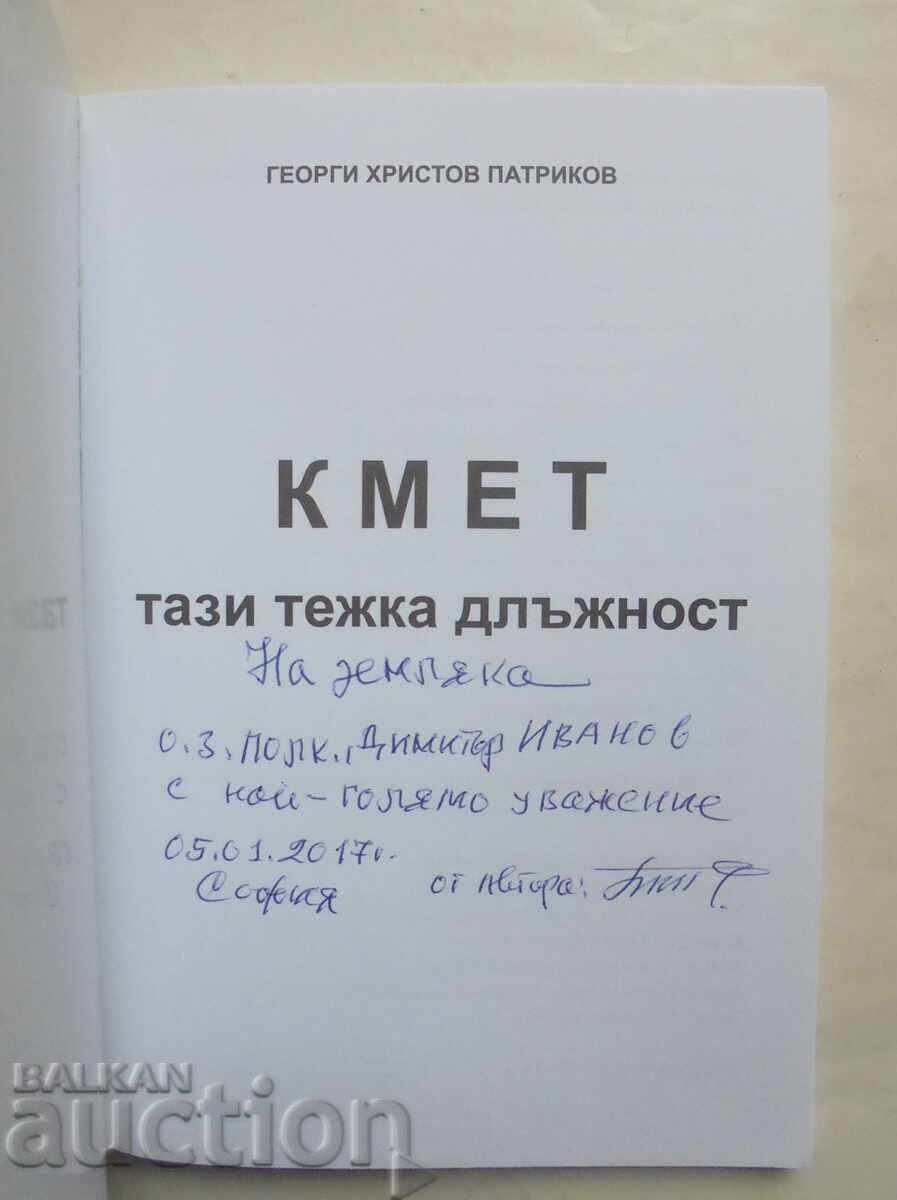 ГЕОРГИ ХРИСТОВ ПАТРИКОВ
КМЕТ
тази тежка длъжност
На земляка
о.з. полк., Димитър ИВАНОВ
с най-голямо уважение
05.01.2017г.
София от автора:
BALKAN
auction